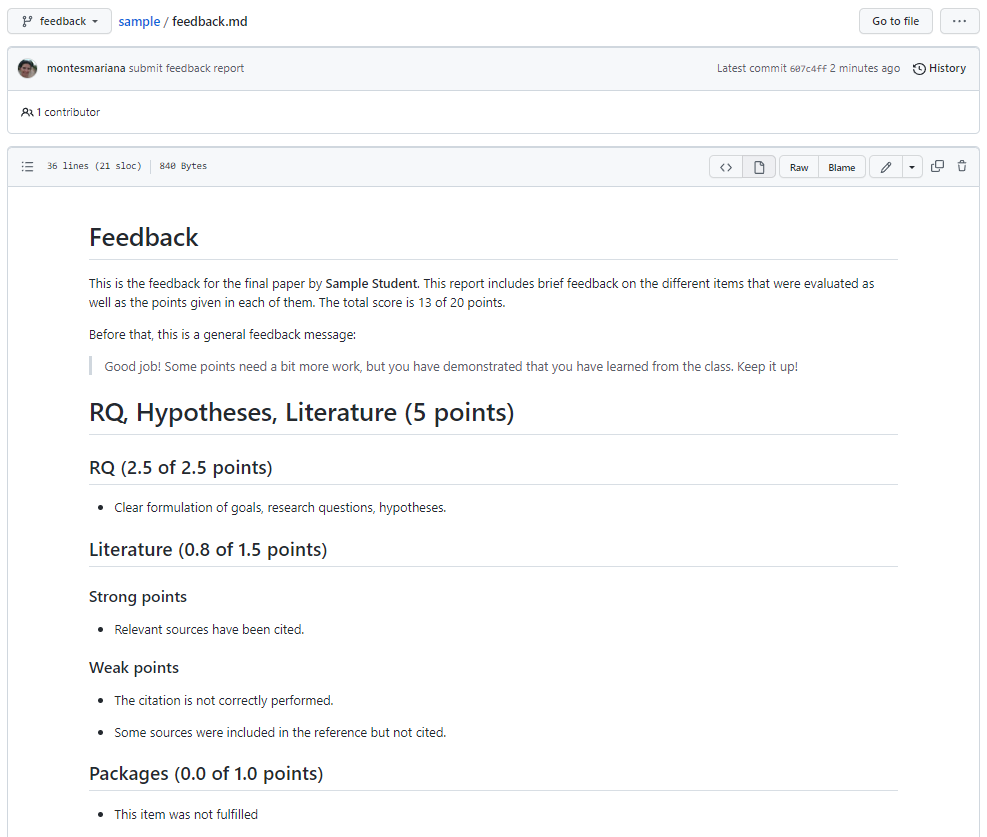 feedback
sample / feedback.md
Go to file
...
montesmariana submit feedback report
Latest commit 607c4ff 2 minutes ago
History
1 contributor
36 lines (21 sloc)
840 Bytes
<>
Raw
Blame
Feedback
This is the feedback for the final paper by Sample Student. This report includes brief feedback on the different items that were evaluated as
well as the points given in each of them. The total score is 13 of 20 points.
Before that, this is a general feedback message:
Good job! Some points need a bit more work, but you have demonstrated that you have learned from the class. Keep it up!
RQ, Hypotheses, Literature (5 points)
RQ (2.5 of 2.5 points)
• Clear formulation of goals, research questions, hypotheses.
Literature (0.8 of 1.5 points)
Strong points
• Relevant sources have been cited.
Weak points
• The citation is not correctly performed.
• Some sources were included in the reference but not cited.
Packages (0.0 of 1.0 points)
• This item was not fulfilled